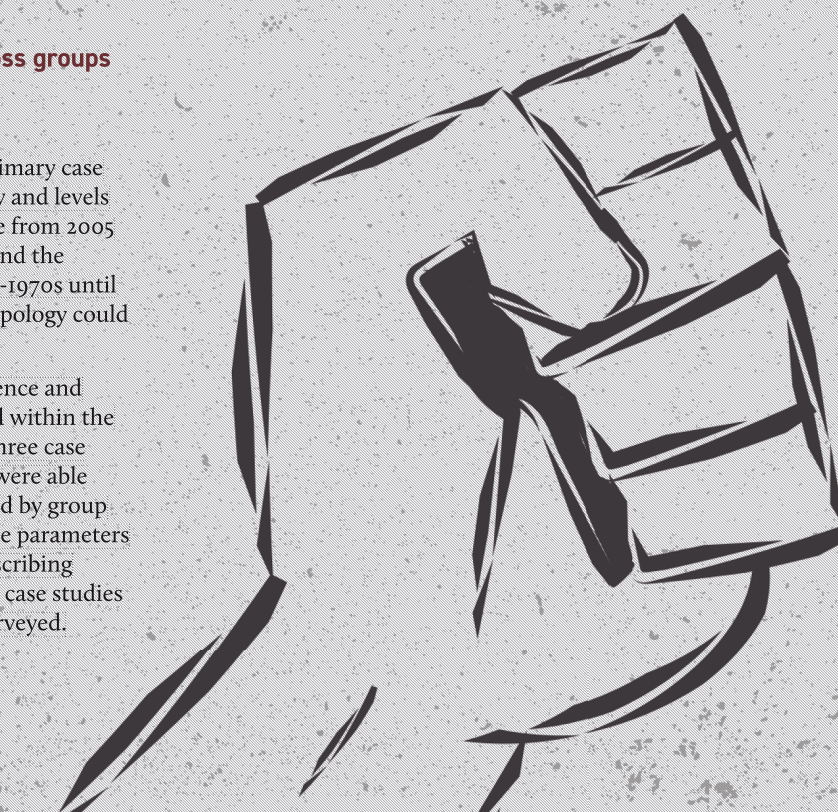 ss groups
imary case
and levels
e from 2005
nd the
-1970s until
pology could
ence and
within the
hree case
were able
d by group
e parameters
scribing
case studies
rveyed.